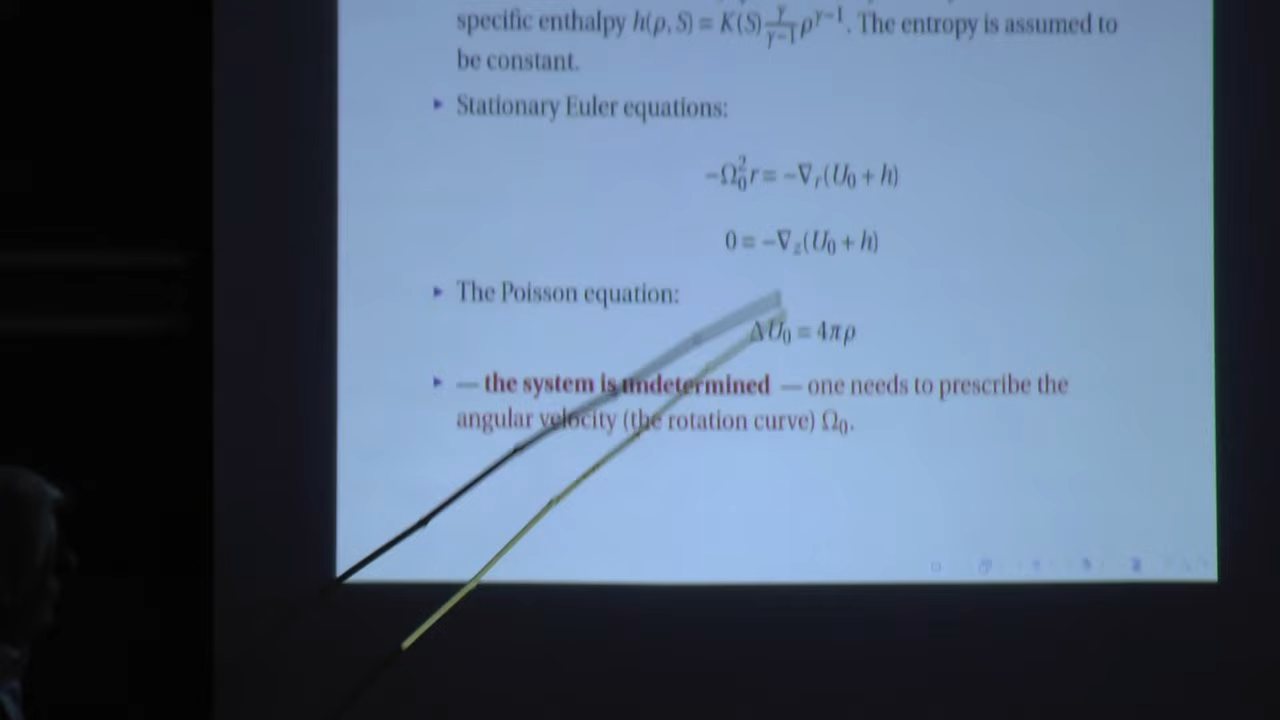 specific enthalpy h(ρ, S) = K(S) γ/γ−1 ρ^γ−1. The entropy is assumed to
be constant.
▸ Stationary Euler equations:
−Ω₀²r = −∇ᵣ(U₀ + h)
0 = −∇_z(U₀ + h)
▸ The Poisson equation:
ΔU₀ = 4πρ
▸ — the system is undetermined — one needs to prescribe the
angular velocity (the rotation curve) Ω₀.